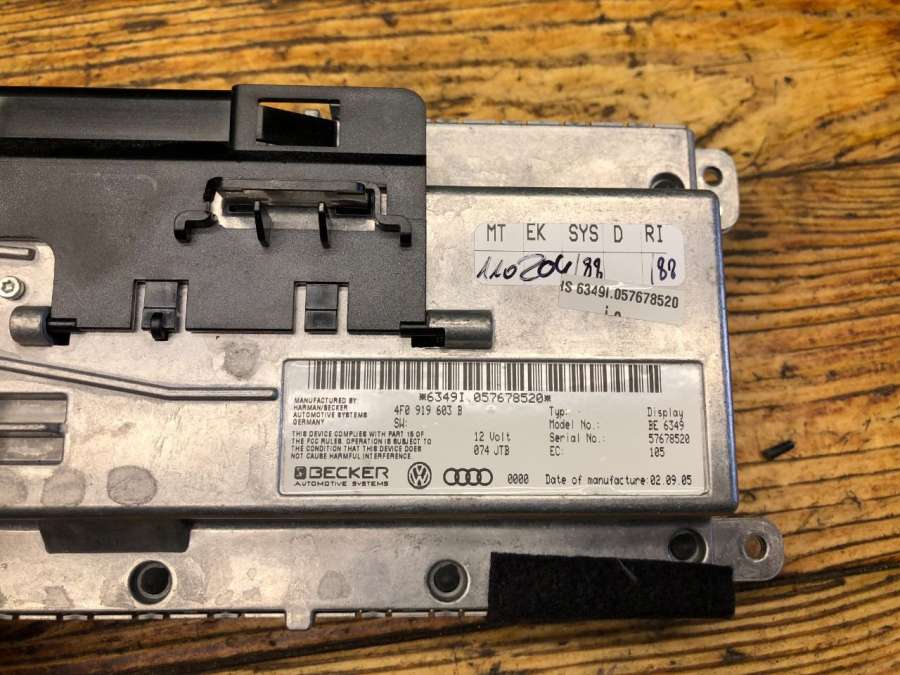 MT EK SYS D RI
110206 188 188
IS 6349I.057678520
*6349I.057678520*
MANUFACTURED BY
HARMAN/BECKER
AUTOMOTIVE SYSTEMS
GERMANY
THIS DEVICE COMPLIES WITH PART 15 OF
THE FCC RULES. OPERATION IS SUBJECT TO
THE CONDITION THAT THIS DEVICE DOES
NOT CAUSE HARMFUL INTERFERENCE.
4F0 919 603 B
SW:
12 Volt
074 JTB
Typ: Display
Model No.: BE 6349
Serial No.: 57678520
EC: 105
BECKER
AUTOMOTIVE SYSTEMS
0000 Date of manufacture: 02.09.05